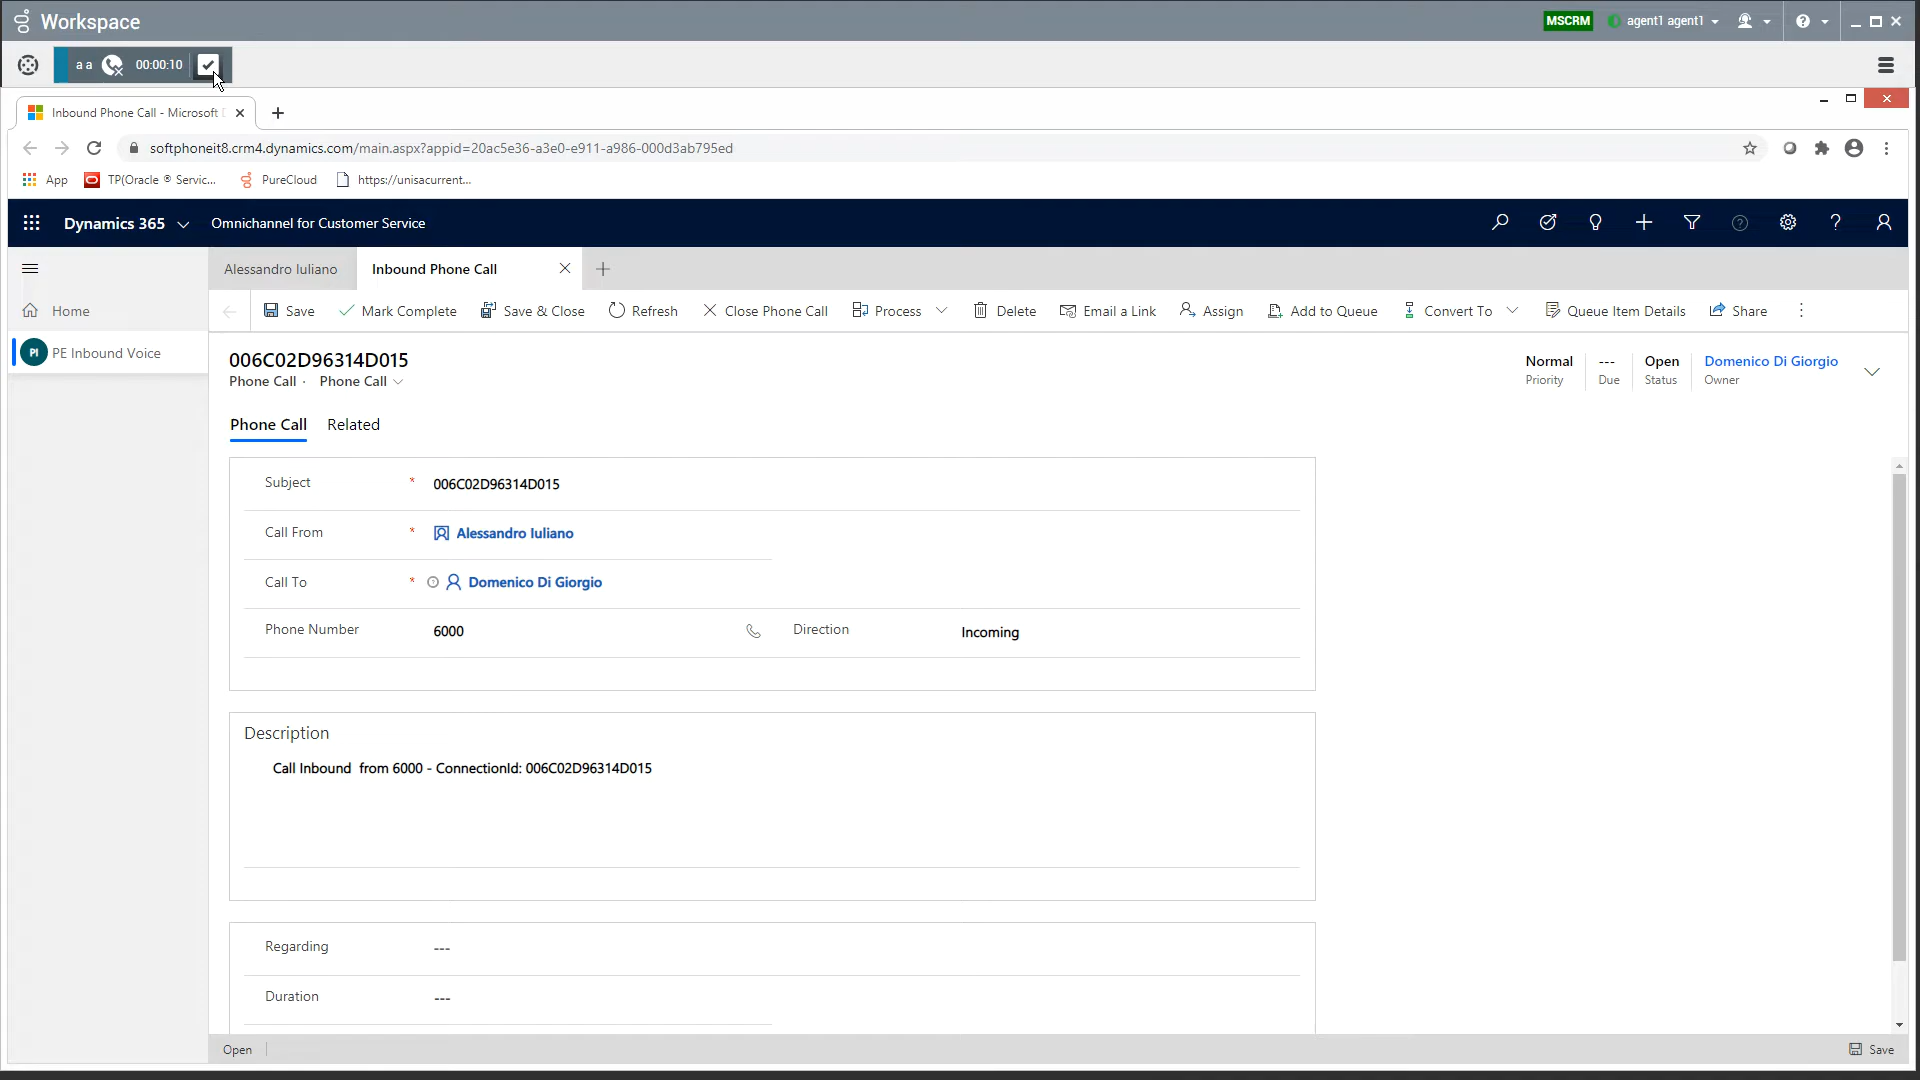 Workspace
MSCRM
agent1 agent1
a a
00:00:10
Inbound Phone Call - Microsoft
softphoneit8.crm4.dynamics.com/main.aspx?appid=20ac5e36-a3e0-e911-a986-000d3ab795ed
App
TP(Oracle ® Servic...
PureCloud
https://unisacurrent...
Dynamics 365
Omnichannel for Customer Service
Alessandro Iuliano
Inbound Phone Call
Home
Save
Mark Complete
Save & Close
Refresh
Close Phone Call
Process
Delete
Email a Link
Assign
Add to Queue
Convert To
Queue Item Details
Share
PI
PE Inbound Voice
006C02D96314D015
Phone Call · Phone Call
Normal
Priority
---
Due
Open
Status
Domenico Di Giorgio
Owner
Phone Call
Related
Subject
*
006C02D96314D015
Call From
*
Alessandro Iuliano
Call To
*
Domenico Di Giorgio
Phone Number
6000
Direction
Incoming
Description
Call Inbound  from 6000 - ConnectionId: 006C02D96314D015
Regarding
---
Duration
---
Open
Save